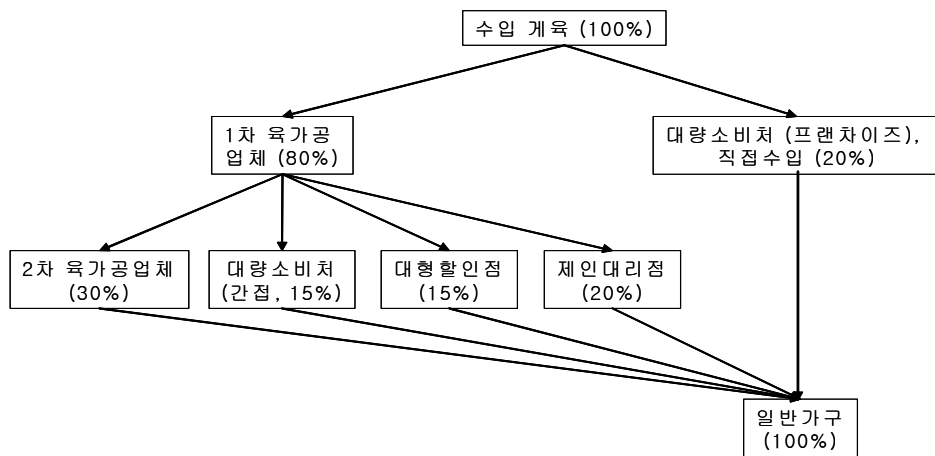 수입 게육 (100%)
1차 육가공
업체 (80%)
대량소비처 (프랜차이즈),
직접수입 (20%)
2차 육가공업체
(30%)
대량소비처
(간접, 15%)
대형할인점
(15%)
제인대리점
(20%)
일반가구
(100%)